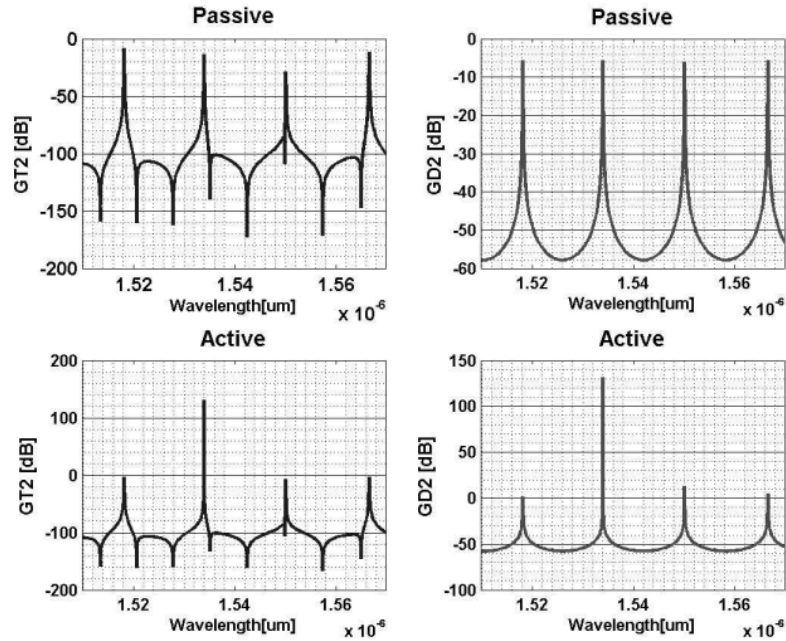 Passive
GT2 [dB]
0
-50
-100
-150
-200
1.52
1.54
1.56
Wavelength[um]
x 10⁻⁶
Passive
GD2 [dB]
0
-10
-20
-30
-40
-50
-60
1.52
1.54
1.56
Wavelength[um]
x 10⁻⁶
Active
GT2 [dB]
200
100
0
-100
-200
1.52
1.54
1.56
Wavelength[um]
x 10⁻⁶
Active
GD2 [dB]
150
100
50
0
-50
-100
1.52
1.54
1.56
Wavelength[um]
x 10⁻⁶